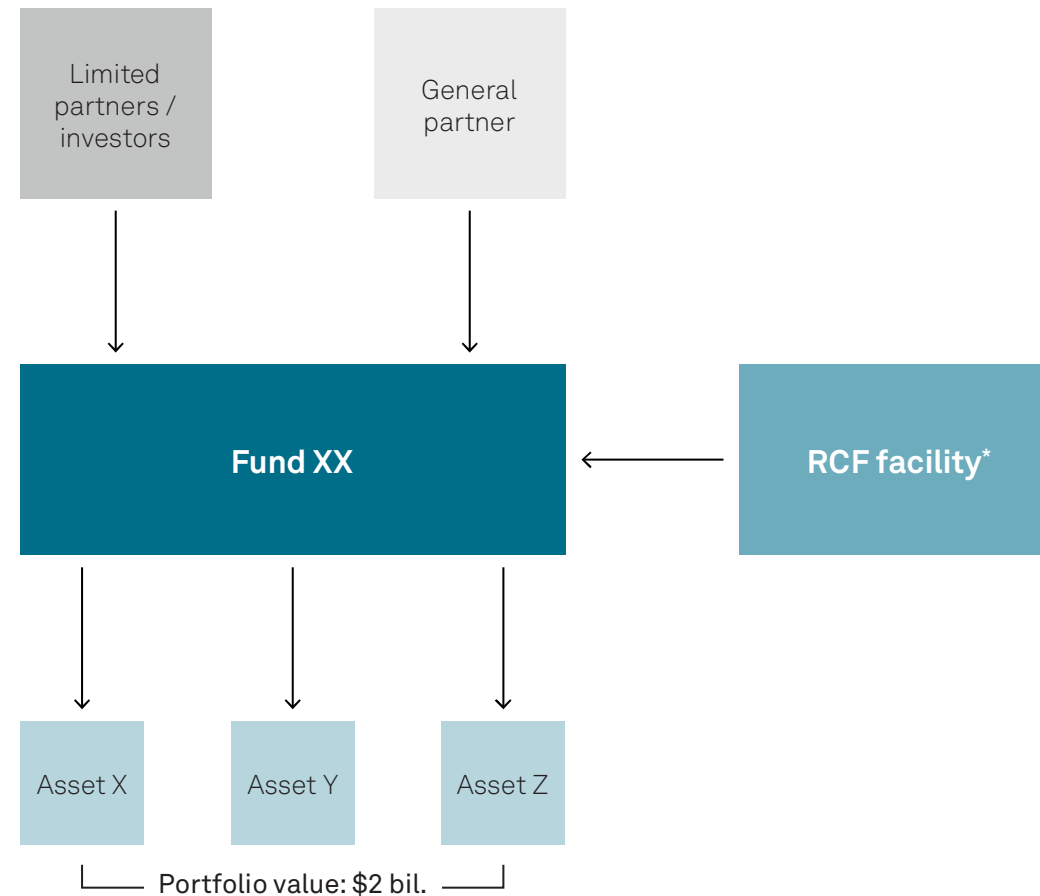 Limited
partners /
investors
General
partner
Fund XX
RCF facility*
Asset X
Asset Y
Asset Z
Portfolio value: $2 bil.